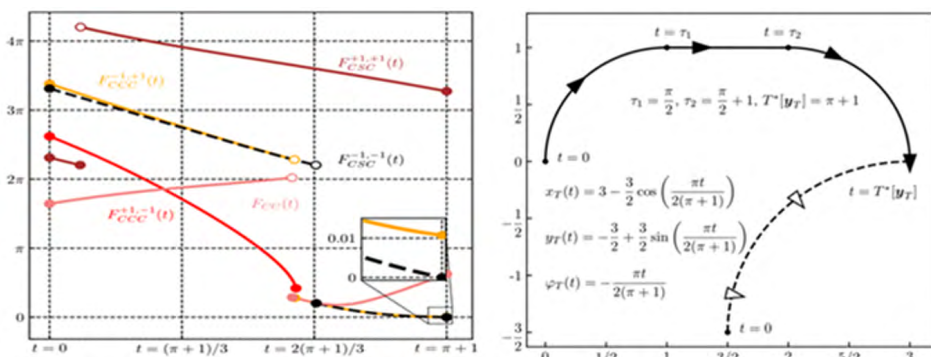 4π
3π
2π
π
0
F_{CSC}^{+1,+1}(t)
F_{CCC}^{-1,+1}(t)
F_{CSC}^{-1,-1}(t)
F_{CC}(t)
F_{CCC}^{+1,-1}(t)
0.01
0
t = 0
t = (π + 1)/3
t = 2(π + 1)/3
t = π + 1
1
1/2
0
-1/2
-1
-3/2
t = τ₁
t = τ₂
τ₁ = π/2, τ₂ = π/2 + 1, T*[y_T] = π + 1
t = 0
t = T*[y_T]
x_T(t) = 3 - 3/2 cos(πt/2(π + 1))
y_T(t) = -3/2 + 3/2 sin(πt/2(π + 1))
φ_T(t) = -πt/2(π + 1)
t = 0
0
1/2
1
3/2
2
5/2
3